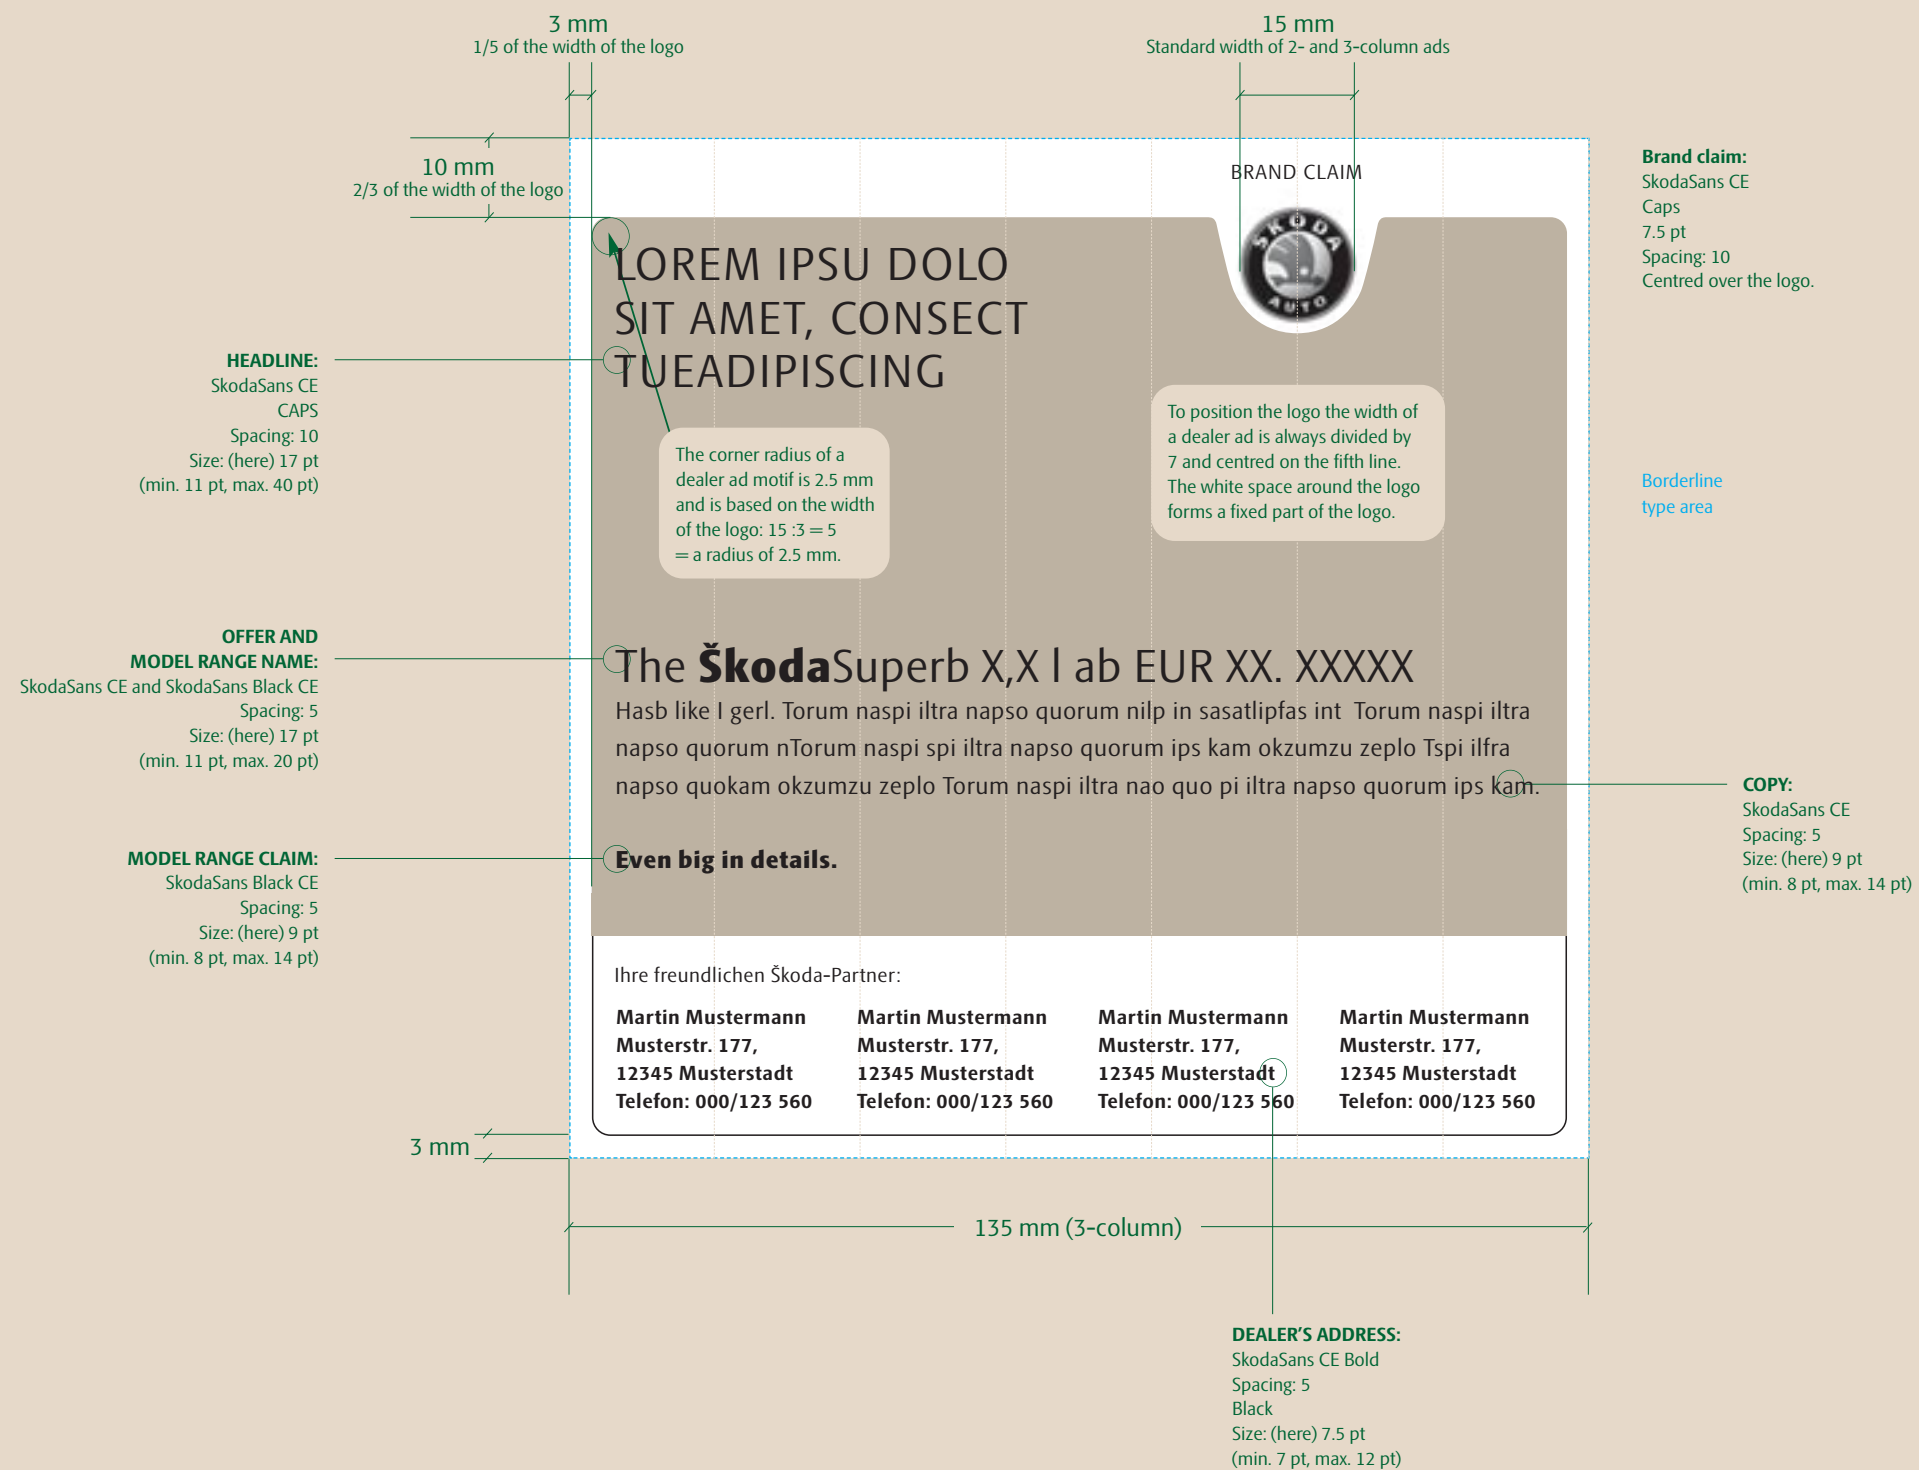 3 mm
1/5 of the width of the logo
15 mm
Standard width of 2- and 3-column ads
10 mm
2/3 of the width of the logo
BRAND CLAIM
Brand claim:
SkodaSans CE
Caps
7.5 pt
Spacing: 10
Centred over the logo.
SKODA
AUTO
LOREM IPSU DOLO
SIT AMET, CONSECT
TUEADIPISCING
HEADLINE:
SkodaSans CE
CAPS
Spacing: 10
Size: (here) 17 pt
(min. 11 pt, max. 40 pt)
The corner radius of a
dealer ad motif is 2.5 mm
and is based on the width
of the logo: 15 :3 = 5
= a radius of 2.5 mm.
To position the logo the width of
a dealer ad is always divided by
7 and centred on the fifth line.
The white space around the logo
forms a fixed part of the logo.
Borderline
type area
OFFER AND
MODEL RANGE NAME:
SkodaSans CE and SkodaSans Black CE
Spacing: 5
Size: (here) 17 pt
(min. 11 pt, max. 20 pt)
The ŠkodaSuperb X,X l ab EUR XX. XXXXX
Hasb like I gerl. Torum naspi iltra napso quorum nilp in sasatlipfas int  Torum naspi iltra
napso quorum nTorum naspi spi iltra napso quorum ips kam okzumzu zeplo Tspi ilfra
napso quokam okzumzu zeplo Torum naspi iltra nao quo pi iltra napso quorum ips kam.
COPY:
SkodaSans CE
Spacing: 5
Size: (here) 9 pt
(min. 8 pt, max. 14 pt)
MODEL RANGE CLAIM:
SkodaSans Black CE
Spacing: 5
Size: (here) 9 pt
(min. 8 pt, max. 14 pt)
Even big in details.
Ihre freundlichen Škoda-Partner:
Martin Mustermann
Musterstr. 177,
12345 Musterstadt
Telefon: 000/123 560
Martin Mustermann
Musterstr. 177,
12345 Musterstadt
Telefon: 000/123 560
Martin Mustermann
Musterstr. 177,
12345 Musterstadt
Telefon: 000/123 560
Martin Mustermann
Musterstr. 177,
12345 Musterstadt
Telefon: 000/123 560
3 mm
135 mm (3-column)
DEALER’S ADDRESS:
SkodaSans CE Bold
Spacing: 5
Black
Size: (here) 7.5 pt
(min. 7 pt, max. 12 pt)